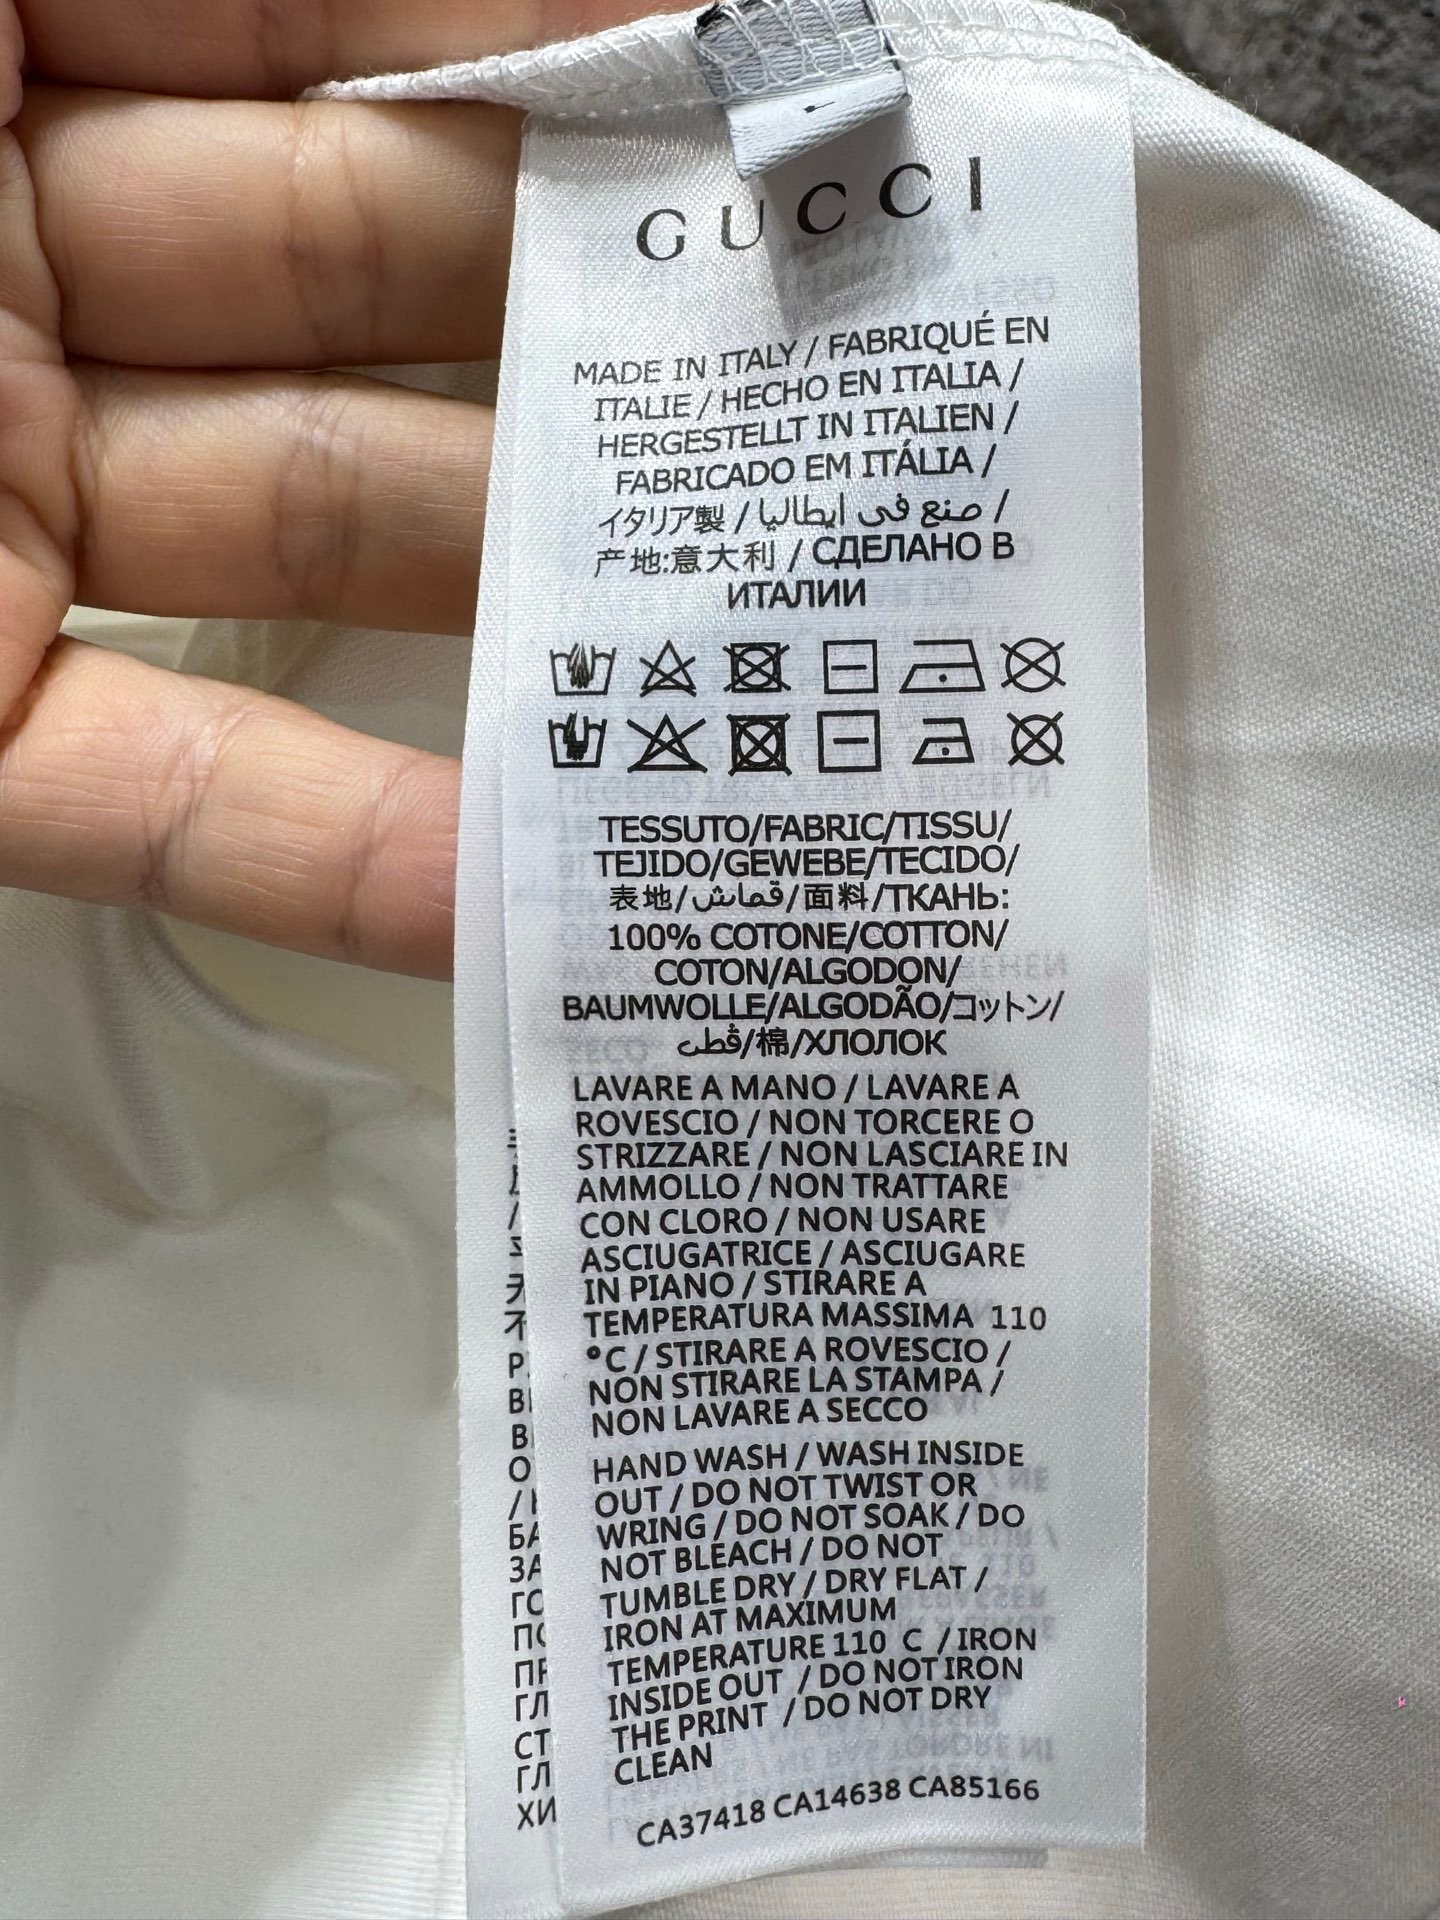 GUCCI
MADE IN ITALY / FABRIQUÉ EN
ITALIE / HECHO EN ITALIA /
HERGESTELLT IN ITALIEN /
FABRICADO EM ITÁLIA /
イタリア製 / صنع في ايطاليا /
产地:意大利 / СДЕЛАНО В
ИТАЛИИ
TESSUTO/FABRIC/TISSU/
TEJIDO/GEWEBE/TECIDO/
表地/قماش/面料/ТКАНЬ:
100% COTONE/COTTON/
COTON/ALGODON/
BAUMWOLLE/ALGODÃO/コットン/
قطن/棉/ХЛОПОК
LAVARE A MANO / LAVARE A
ROVESCIO / NON TORCERE O
STRIZZARE / NON LASCIARE IN
AMMOLLO / NON TRATTARE
CON CLORO / NON USARE
ASCIUGATRICE / ASCIUGARE
IN PIANO / STIRARE A
TEMPERATURA MASSIMA 110
°C / STIRARE A ROVESCIO /
NON STIRARE LA STAMPA /
NON LAVARE A SECCO
HAND WASH / WASH INSIDE
OUT / DO NOT TWIST OR
WRING / DO NOT SOAK / DO
NOT BLEACH / DO NOT
TUMBLE DRY / DRY FLAT /
IRON AT MAXIMUM
TEMPERATURE 110 C / IRON
INSIDE OUT / DO NOT IRON
THE PRINT / DO NOT DRY
CLEAN
CA37418 CA14638 CA85166